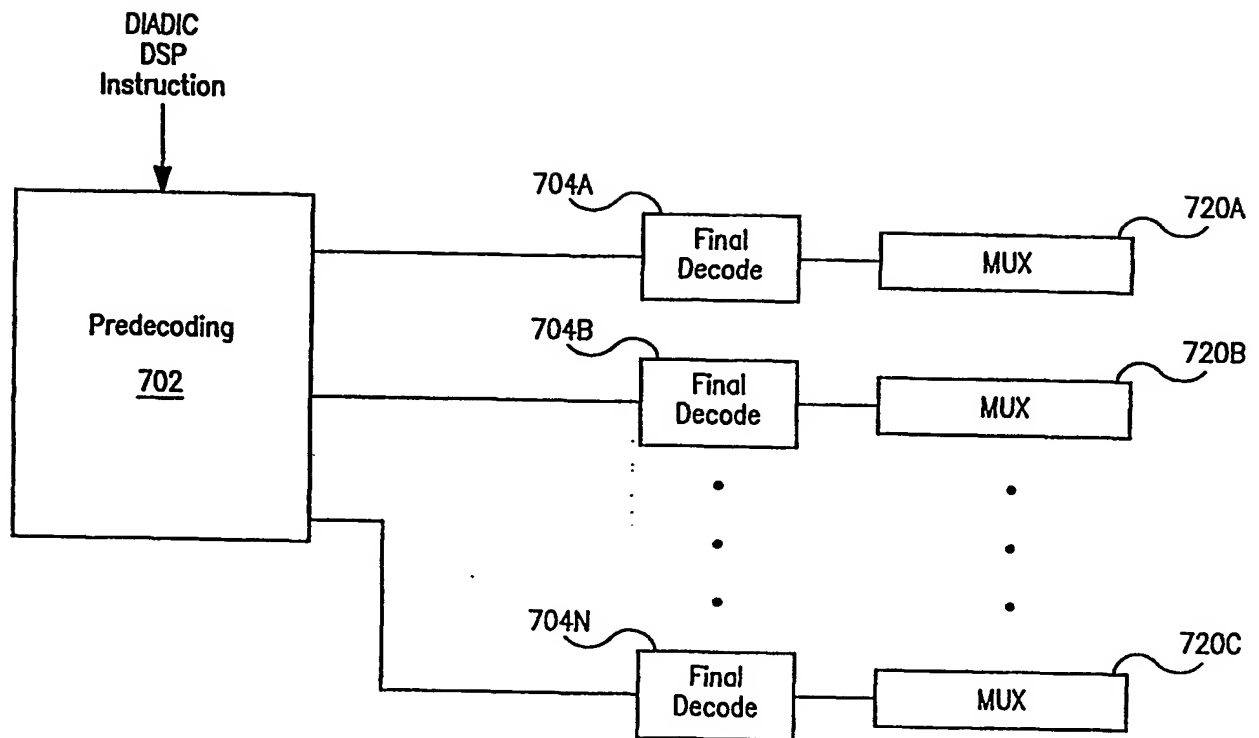 DIADIC
DSP
Instruction
Predecoding
702
704A
Final
Decode
720A
MUX
704B
Final
Decode
720B
MUX
704N
Final
Decode
720C
MUX